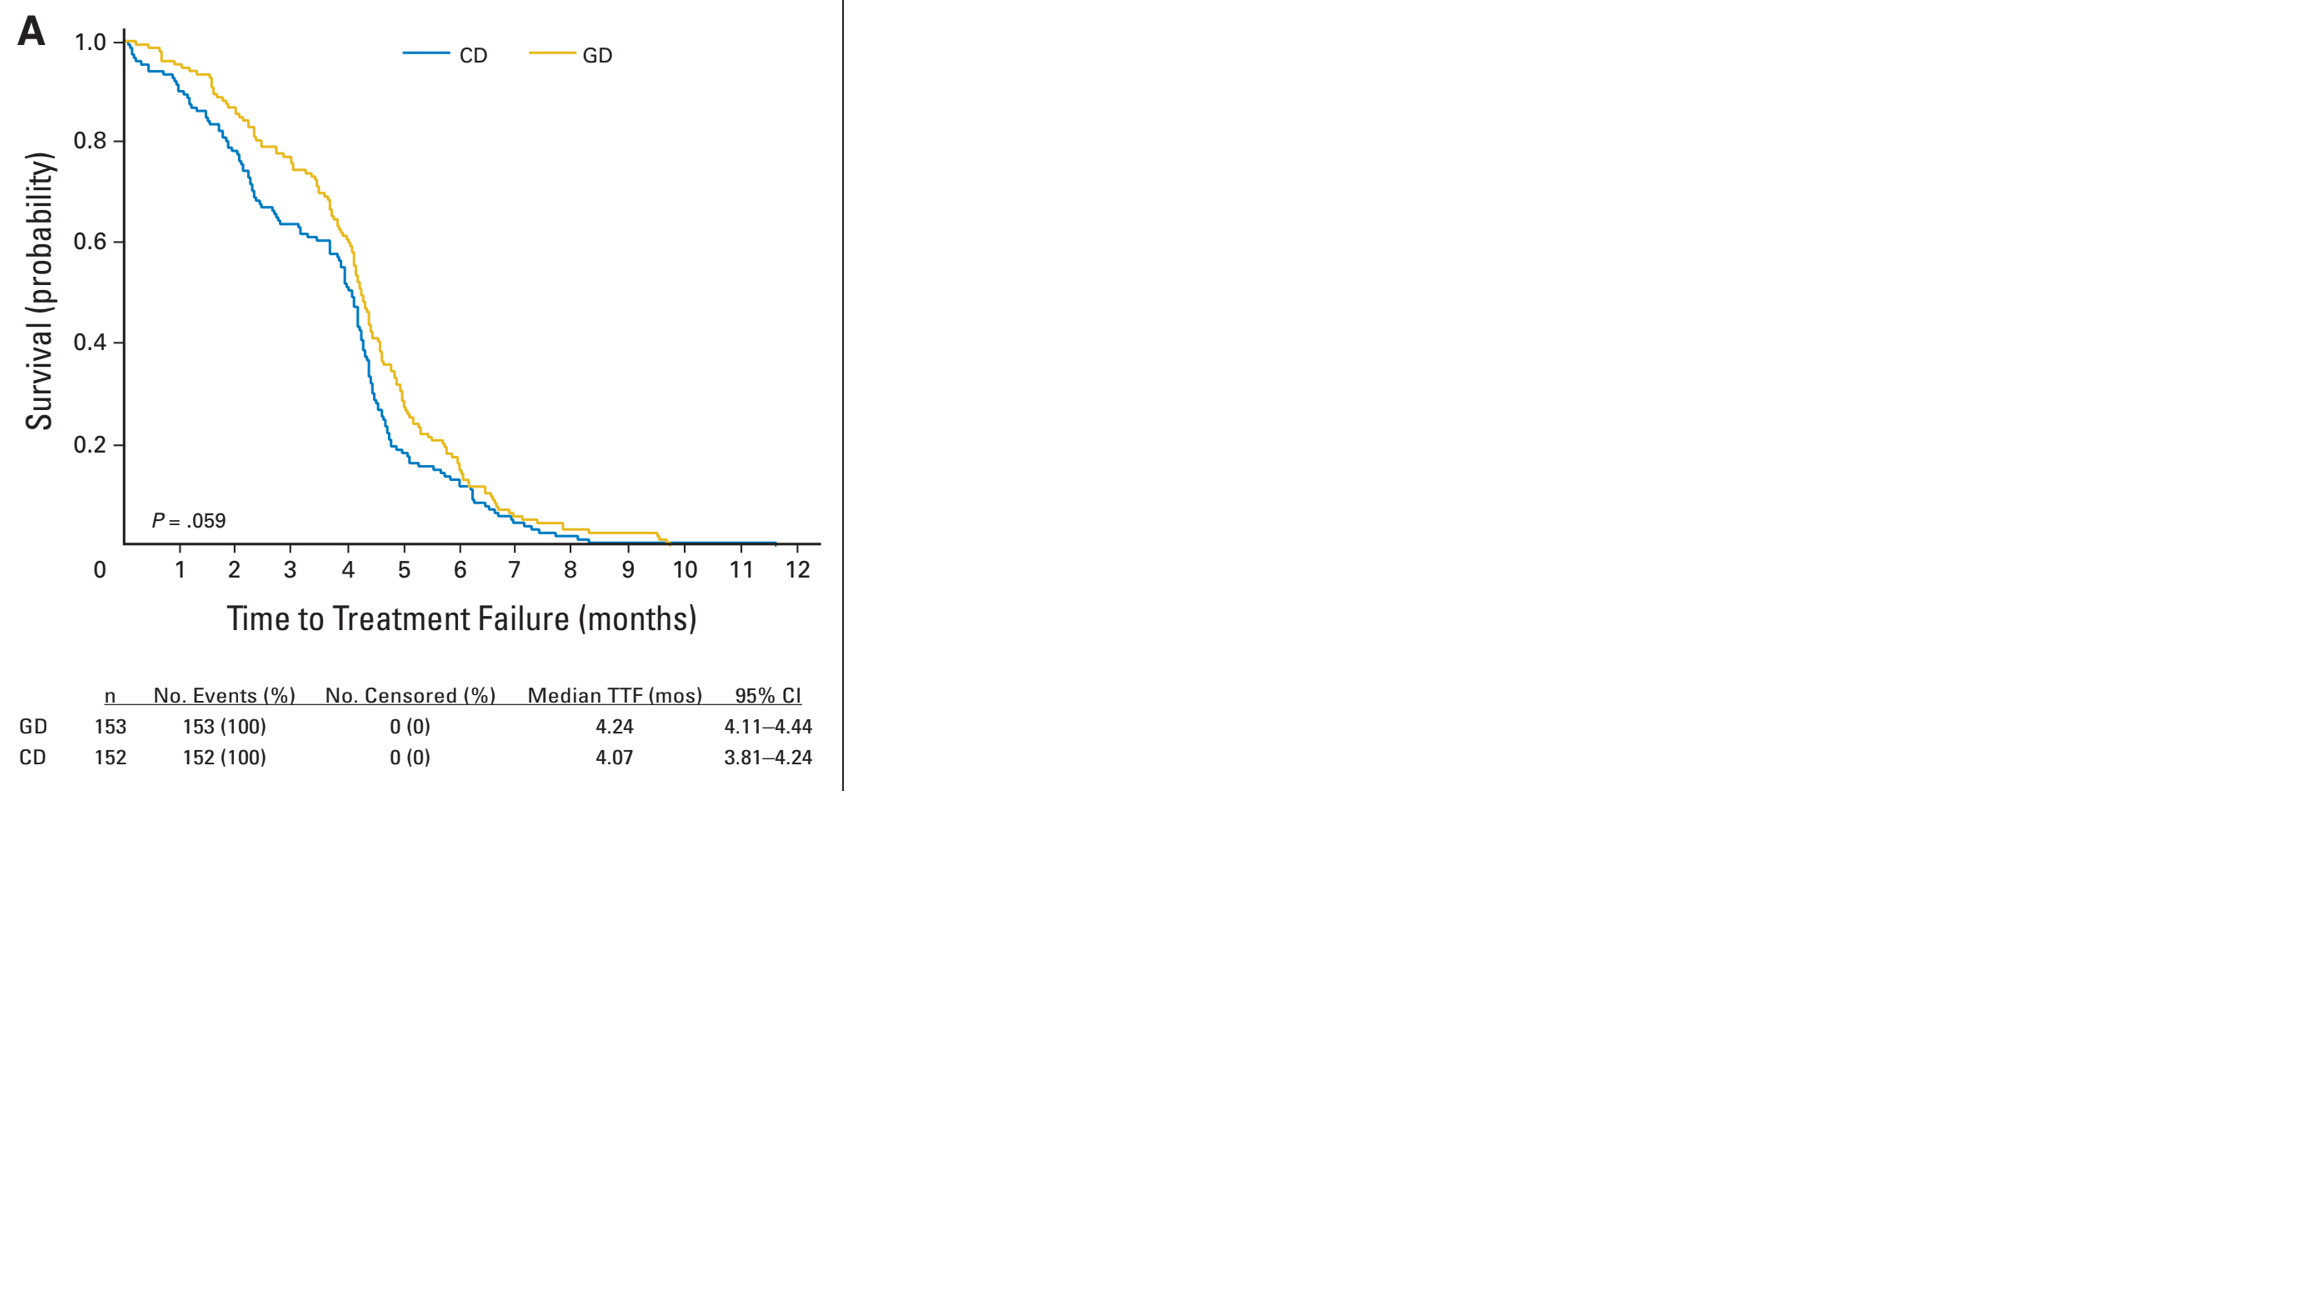 A
CD GD
1.0
0.8
0.6
0.4
0.2
Survival (probability)
P = .059
0 1 2 3 4 5 6 7 8 9 10 11 12
Time to Treatment Failure (months)
n No. Events (%) No. Censored (%) Median TTF (mos) 95% CI
GD 153 153 (100) 0 (0) 4.24 4.11–4.44
CD 152 152 (100) 0 (0) 4.07 3.81–4.24